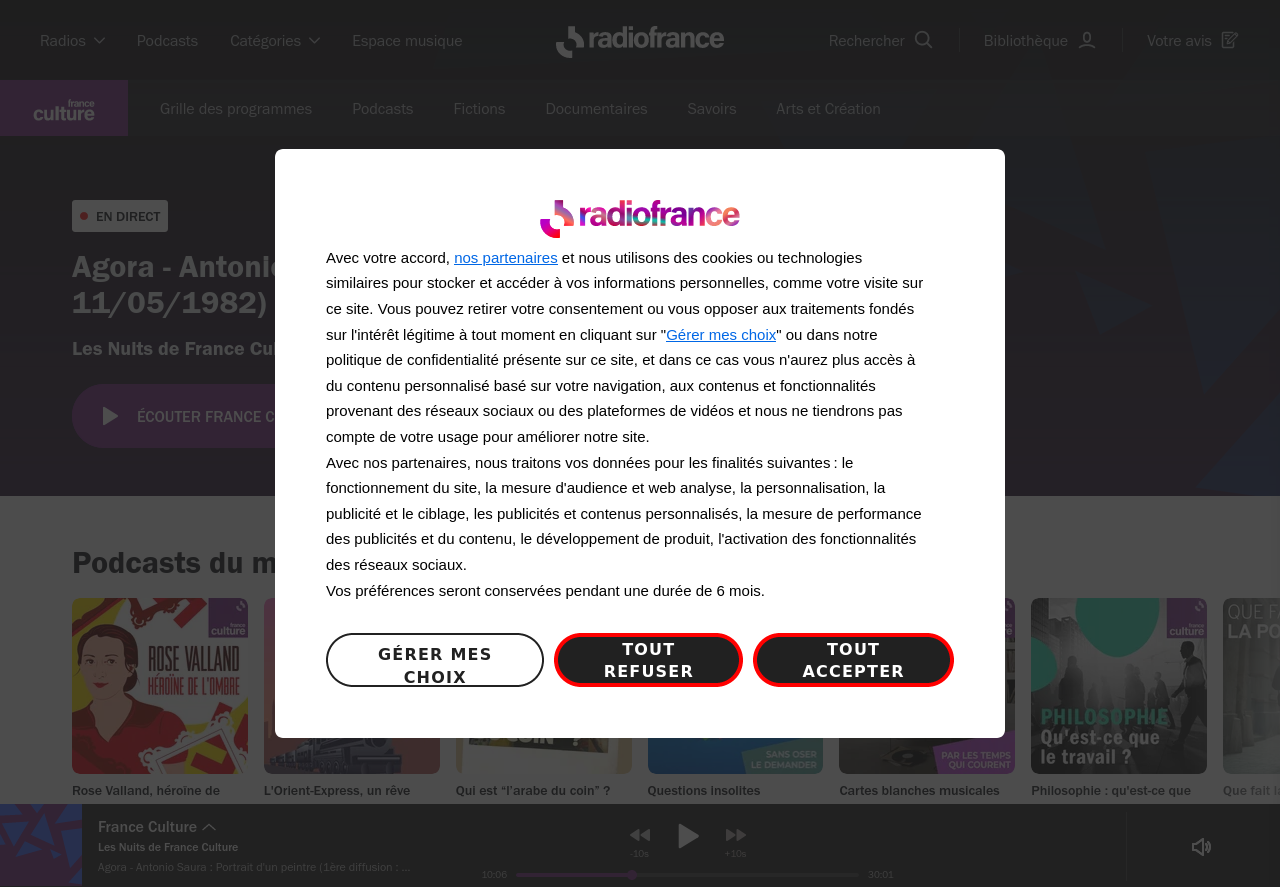 Radios
Podcasts
Catégories
Espace musique
radiofrance
Rechercher
Bibliothèque
Votre avis
france
culture
Grille des programmes
Podcasts
Fictions
Documentaires
Savoirs
Arts et Création
EN DIRECT
Agora - Antonio
11/05/1982)
Les Nuits de France Cul
ÉCOUTER FRANCE C
radiofrance
Avec votre accord, nos partenaires et nous utilisons des cookies ou technologies
similaires pour stocker et accéder à vos informations personnelles, comme votre visite sur
ce site. Vous pouvez retirer votre consentement ou vous opposer aux traitements fondés
sur l'intérêt légitime à tout moment en cliquant sur "Gérer mes choix" ou dans notre
politique de confidentialité présente sur ce site, et dans ce cas vous n'aurez plus accès à
du contenu personnalisé basé sur votre navigation, aux contenus et fonctionnalités
provenant des réseaux sociaux ou des plateformes de vidéos et nous ne tiendrons pas
compte de votre usage pour améliorer notre site.
Avec nos partenaires, nous traitons vos données pour les finalités suivantes : le
fonctionnement du site, la mesure d'audience et web analyse, la personnalisation, la
publicité et le ciblage, les publicités et contenus personnalisés, la mesure de performance
des publicités et du contenu, le développement de produit, l'activation des fonctionnalités
des réseaux sociaux.
Vos préférences seront conservées pendant une durée de 6 mois.
GÉRER MES
CHOIX
TOUT
REFUSER
TOUT
ACCEPTER
Podcasts du m
france
culture
ROSE VALLAND
HÉROÏNE DE L'OMBRE
SANS OSER
LE DEMANDER
PAR LES TEMPS
QUI COURENT
france
culture
PHILOSOPHIE
Qu'est-ce que
le travail ?
Rose Valland, héroïne de
L'Orient-Express, un rêve
Qui est “l’arabe du coin” ?
Questions insolites
Cartes blanches musicales
Philosophie : qu'est-ce que
Que fait la
France Culture
Les Nuits de France Culture
Agora - Antonio Saura : Portrait d'un peintre (1ère diffusion : ...
-10s
+10s
10:06
30:01